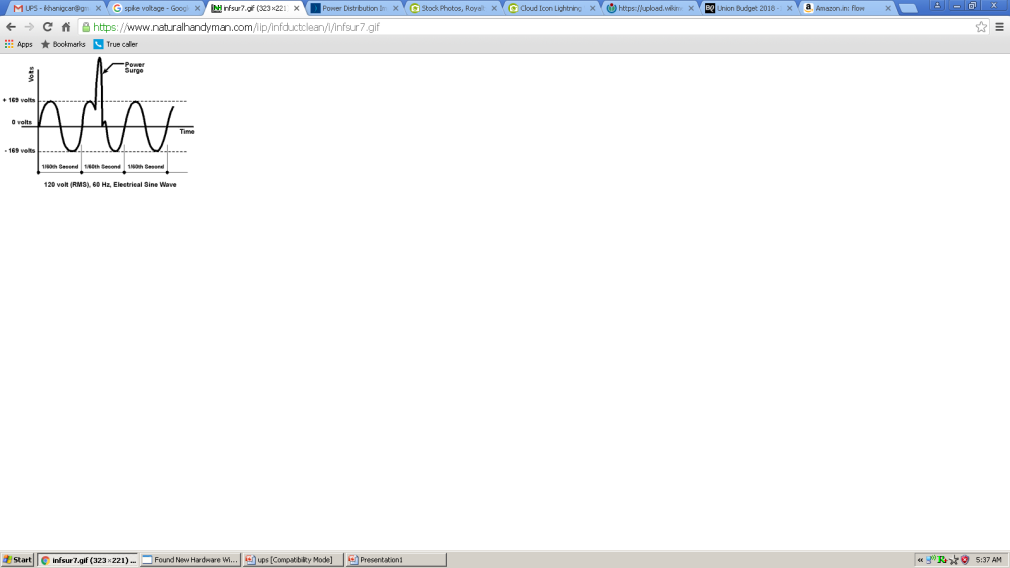 UPS - ikhanigcar@gm
spike voltage - Googl
infsur7.gif (323×221)
Power Distribution In
Stock Photos, Royalt
Cloud Icon Lightning
https://upload.wikime
Union Budget 2018 -
Amazon.in: flow
https://www.naturalhandyman.com/iip/infductclean/i/infsur7.gif
Apps
Bookmarks
True caller
Volts
Power
Surge
+ 169 volts
0 volts
Time
- 169 volts
1/60th Second 1/60th Second 1/60th Second
120 volt (RMS), 60 Hz, Electrical Sine Wave
Start
infsur7.gif (323×221) ...
Found New Hardware Wi...
ups [Compatibility Mode]
Presentation1
5:37 AM